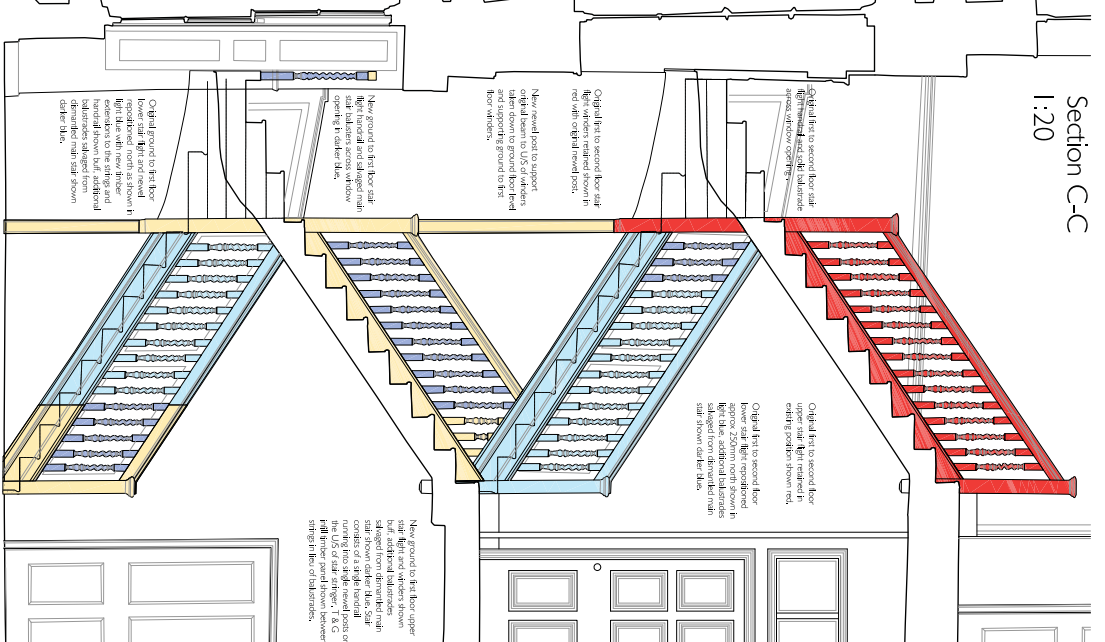 Section C-C
1:20
Original first to second floor stair
flight handrail and solid balustrade
across window opening.
Original first to second floor stair
flight winders retained shown in
red with original newel post.
New newel post to support
original beam to U/S of winders
taken down to ground floor level
and supporting ground to first
floor winders.
New ground to first floor stair
flight handrail and salvaged main
stair balusters across window
opening in darker blue.
Original ground to first floor
lower stair flight and newel
repositioned north as shown in
light blue with new timber
extensions to the strings and
handrail shown buff, additional
balustrades salvaged from
dismantled main stair shown
darker blue.
Original first to second floor
upper stair flight retained in
existing position shown red.
Original first to second floor
lower stair flight repositioned
approx 250mm north shown in
light blue, additional balustrades
salvaged from dismantled main
stair shown darker blue.
New ground to first floor upper
stair flight and winders shown
buff, additional balustrades
salvaged from dismantled main
stair shown darker blue. Stair
consists of a single handrail
running into single newel posts or
the U/S of stair stringer. T & G
infill timber panel shown between
strings in lieu of balustrades.